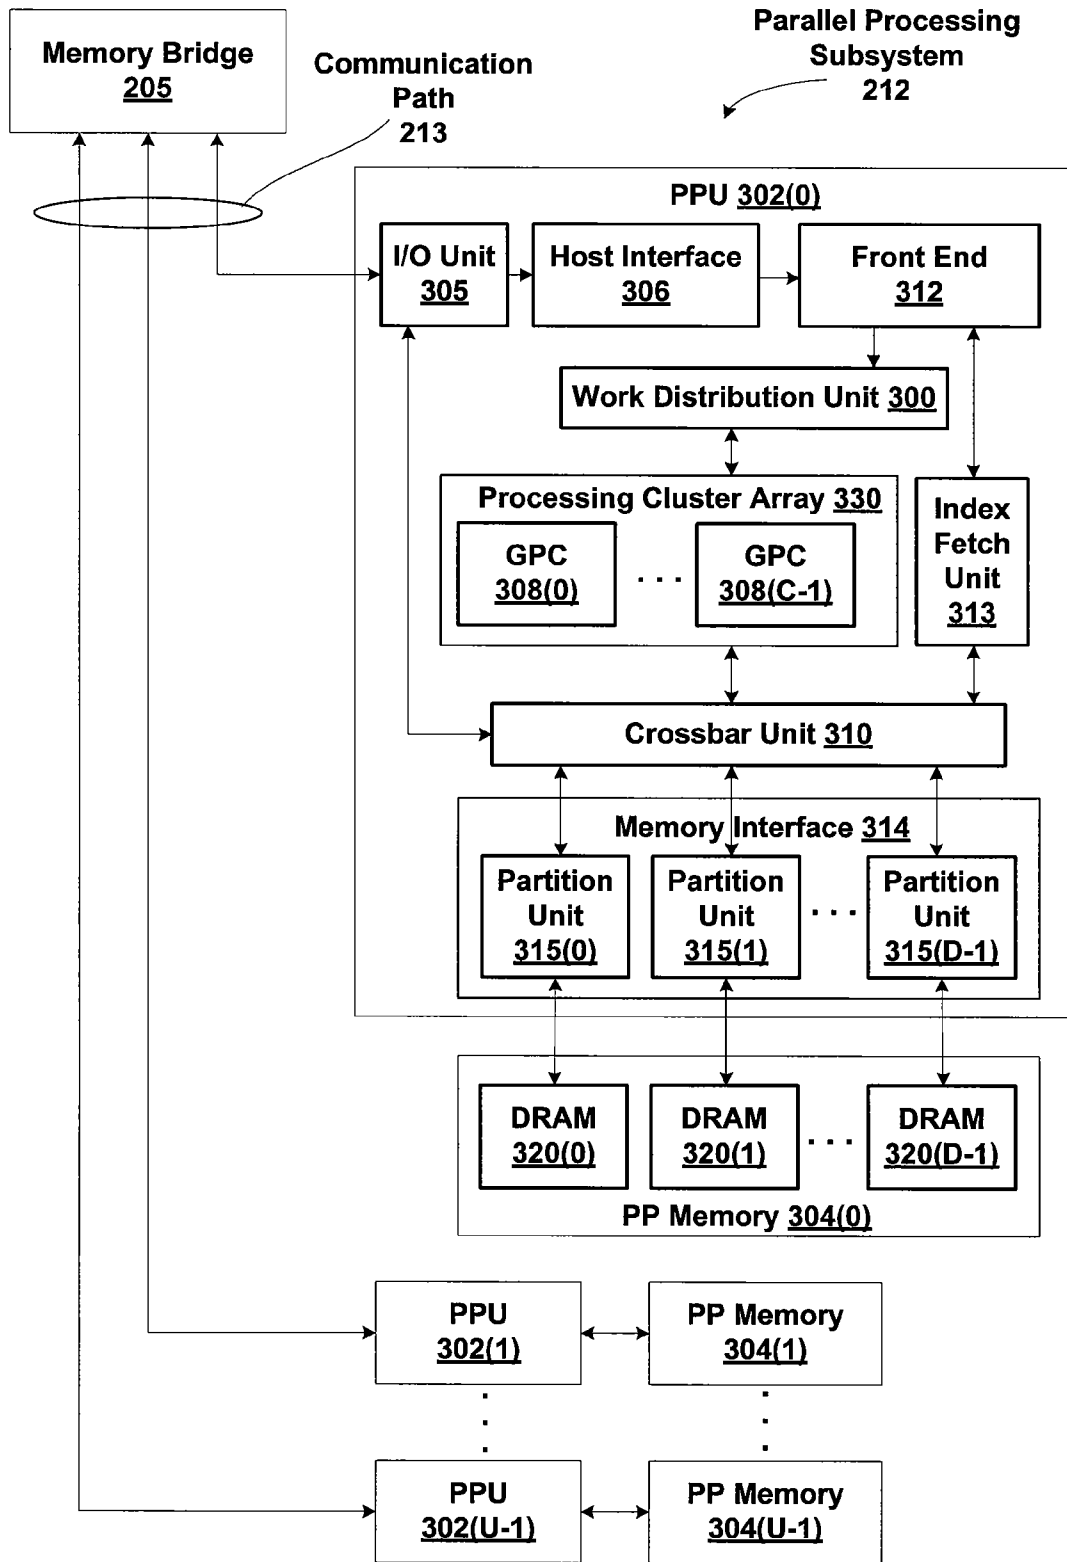 Memory Bridge
205
Communication
Path
213
Parallel Processing
Subsystem
212
PPU 302(0)
I/O Unit
305
Host Interface
306
Front End
312
Work Distribution Unit 300
Processing Cluster Array 330
GPC
308(0)
. . .
GPC
308(C-1)
Index
Fetch
Unit
313
Crossbar Unit 310
Memory Interface 314
Partition
Unit
315(0)
Partition
Unit
315(1)
. . .
Partition
Unit
315(D-1)
DRAM
320(0)
DRAM
320(1)
. . .
DRAM
320(D-1)
PP Memory 304(0)
PPU
302(1)
PP Memory
304(1)
PPU
302(U-1)
PP Memory
304(U-1)